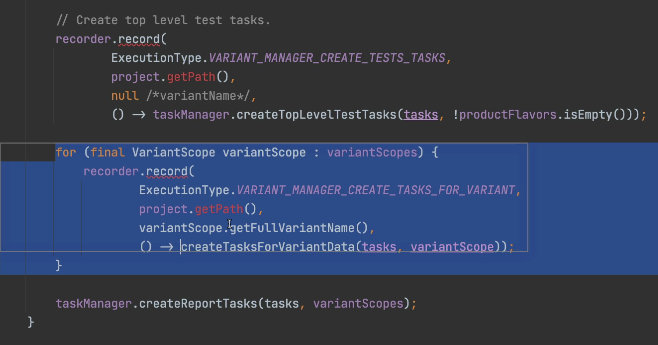 // Create top level test tasks.
recorder.record(
ExecutionType.VARIANT_MANAGER_CREATE_TESTS_TASKS,
project.getPath(),
null /*variantName*/,
() -> taskManager.createTopLevelTestTasks(tasks, !productFlavors.isEmpty()));
for (final VariantScope variantScope : variantScopes) {
recorder.record(
ExecutionType.VARIANT_MANAGER_CREATE_TASKS_FOR_VARIANT,
project.getPath(),
variantScope.getFullVariantName(),
() -> createTasksForVariantData(tasks, variantScope));
}
taskManager.createReportTasks(tasks, variantScopes);
}